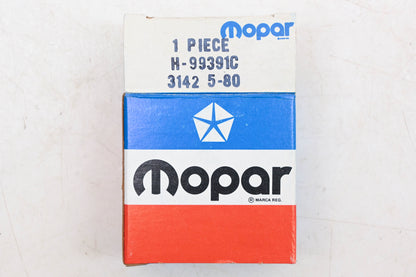 mopar
1 PIECE
H-99391C
3142 5-80
mopar
® MARCA REG.